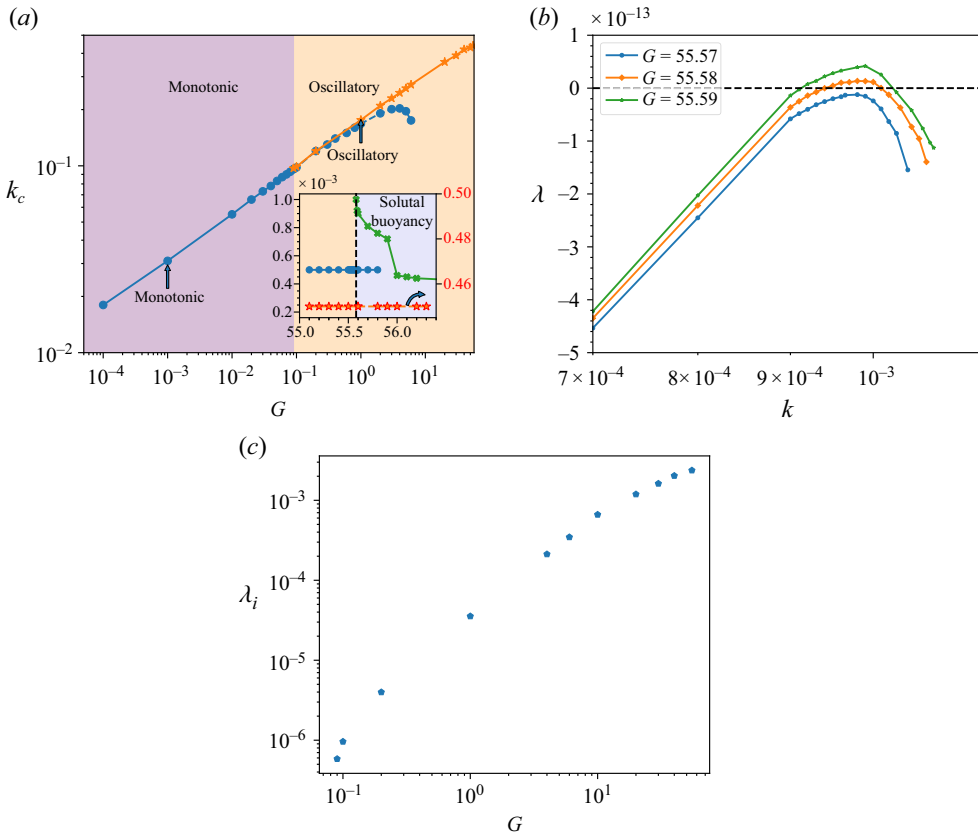 (a)
10⁻¹
k_c
10⁻²
Monotonic
Oscillatory
Oscillatory
Monotonic
× 10⁻³
1.0
0.8
0.6
0.4
0.2
Solutal
buoyancy
0.50
0.48
0.46
55.0
55.5
56.0
10⁻⁴
10⁻³
10⁻²
10⁻¹
10⁰
10¹
G
(b)
× 10⁻¹³
1
0
−1
−2
−3
−4
−5
λ
G = 55.57
G = 55.58
G = 55.59
7 × 10⁻⁴
8 × 10⁻⁴
9 × 10⁻⁴
10⁻³
k
(c)
10⁻³
10⁻⁴
10⁻⁵
10⁻⁶
λ_i
10⁻¹
10⁰
10¹
G